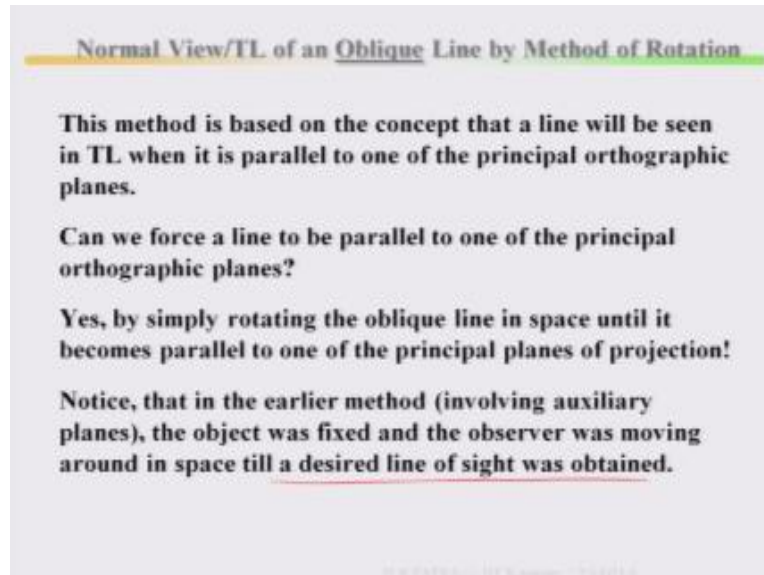 Normal View/TL of an Oblique Line by Method of Rotation
This method is based on the concept that a line will be seen
in TL when it is parallel to one of the principal orthographic
planes.
Can we force a line to be parallel to one of the principal
orthographic planes?
Yes, by simply rotating the oblique line in space until it
becomes parallel to one of the principal planes of projection!
Notice, that in the earlier method (involving auxiliary
planes), the object was fixed and the observer was moving
around in space till a desired line of sight was obtained.